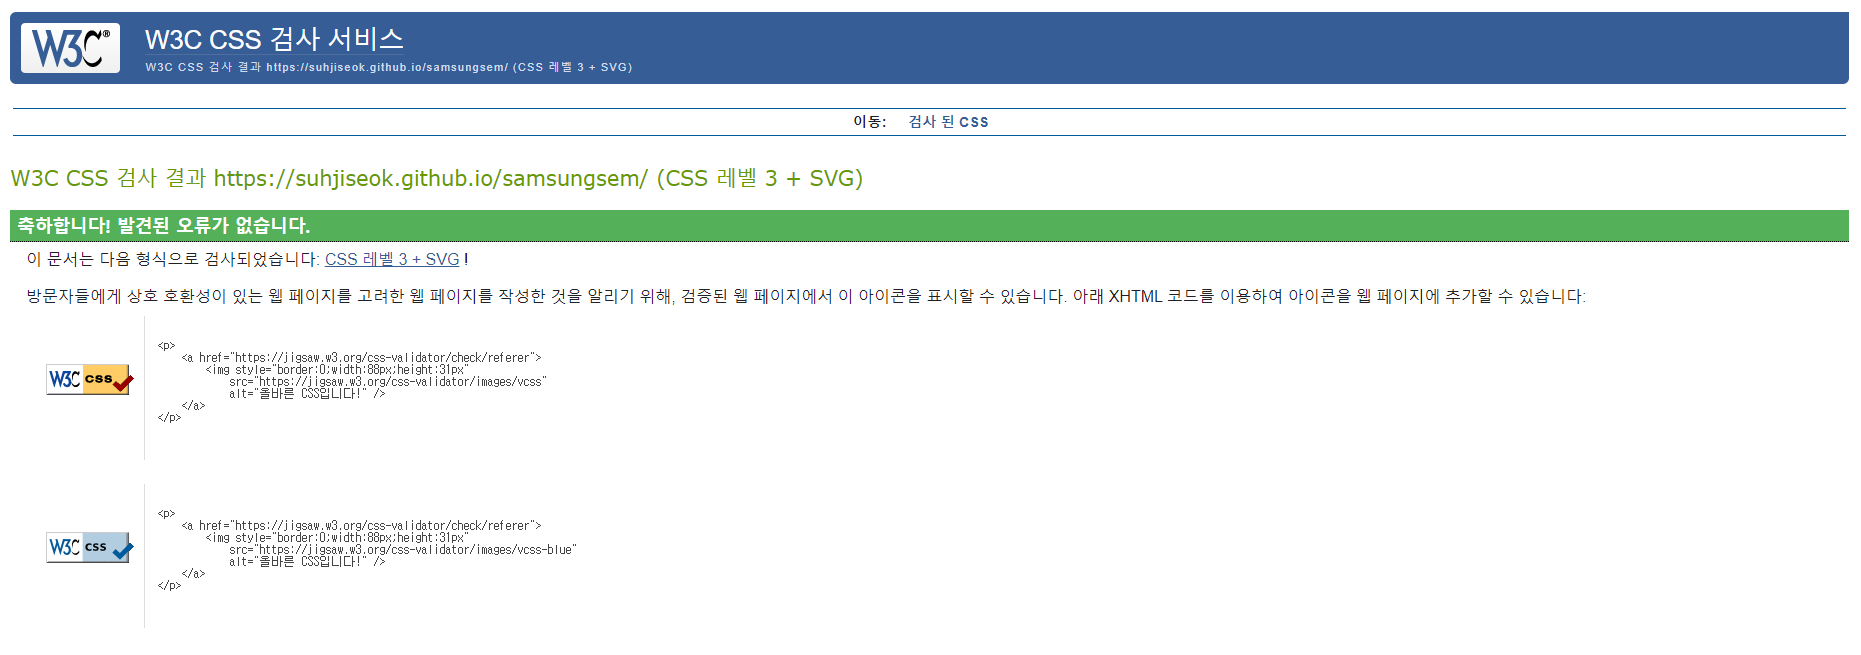 W3C®
W3C CSS 검사 서비스
W3C CSS 검사 결과 https://suhjiseok.github.io/samsungsem/ (CSS 레벨 3 + SVG)
이동: 검사 된 CSS
W3C CSS 검사 결과 https://suhjiseok.github.io/samsungsem/ (CSS 레벨 3 + SVG)
축하합니다! 발견된 오류가 없습니다.
이 문서는 다음 형식으로 검사되었습니다: CSS 레벨 3 + SVG !
방문자들에게 상호 호환성이 있는 웹 페이지를 고려한 웹 페이지를 작성한 것을 알리기 위해, 검증된 웹 페이지에서 이 아이콘을 표시할 수 있습니다. 아래 XHTML 코드를 이용하여 아이콘을 웹 페이지에 추가할 수 있습니다:
W3C CSS
<p>
<a href="https://jigsaw.w3.org/css-validator/check/referer">
<img style="border:0;width:88px;height:31px"
src="https://jigsaw.w3.org/css-validator/images/vcss"
alt="올바른 CSS입니다!" />
</a>
</p>
W3C CSS
<p>
<a href="https://jigsaw.w3.org/css-validator/check/referer">
<img style="border:0;width:88px;height:31px"
src="https://jigsaw.w3.org/css-validator/images/vcss-blue"
alt="올바른 CSS입니다!" />
</a>
</p>